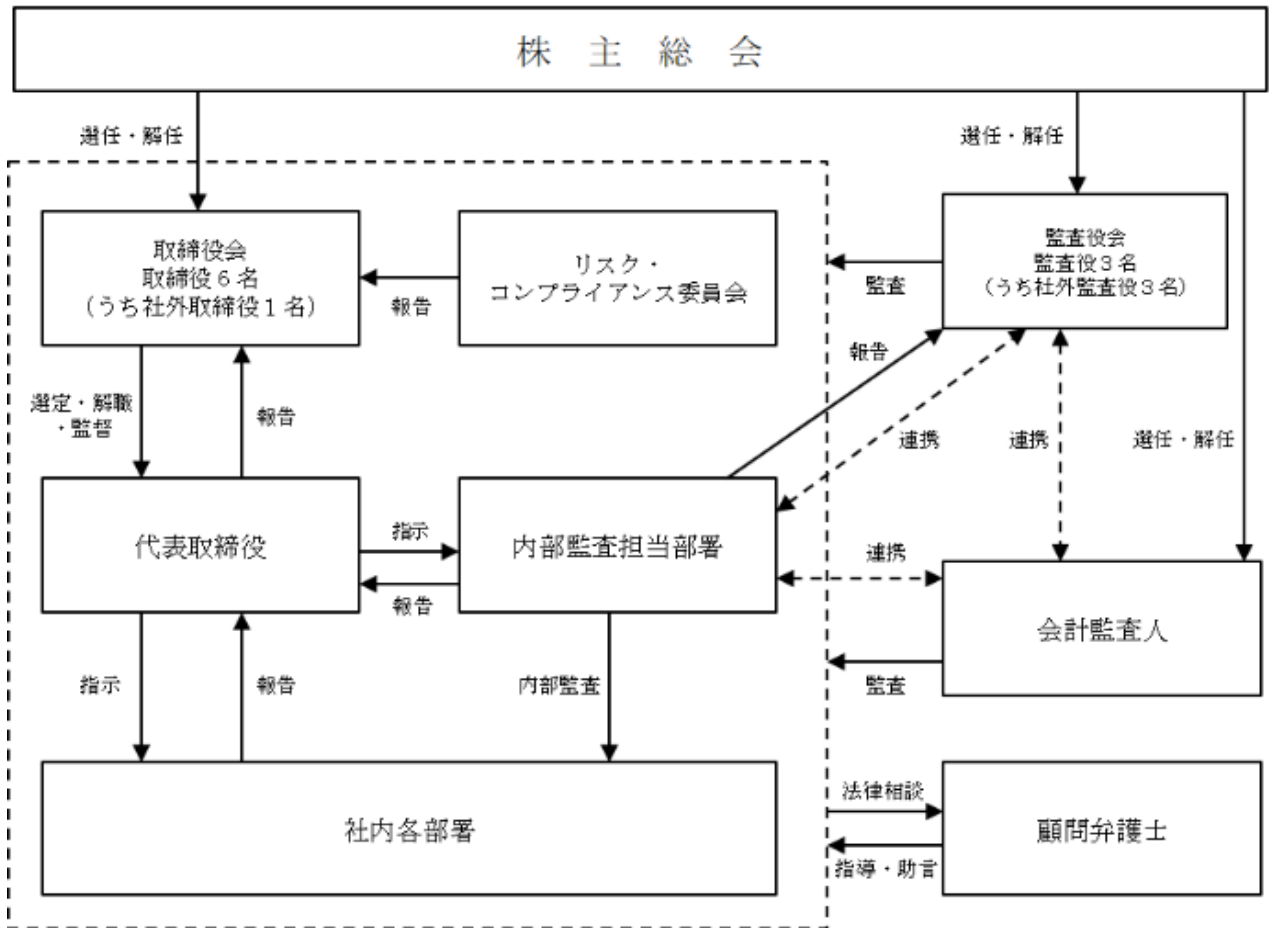 株主総会
選任・解任
選任・解任
取締役会
取締役6名
(うち社外取締役1名)
報告
リスク・
コンプライアンス委員会
監査
監査役会
監査役3名
(うち社外監査役3名)
選定・解職
・監督
報告
報告
連携
連携
選任・解任
代表取締役
指示
報告
内部監査担当部署
連携
会計監査人
監査
指示
報告
内部監査
社内各部署
法律相談
指導・助言
顧問弁護士